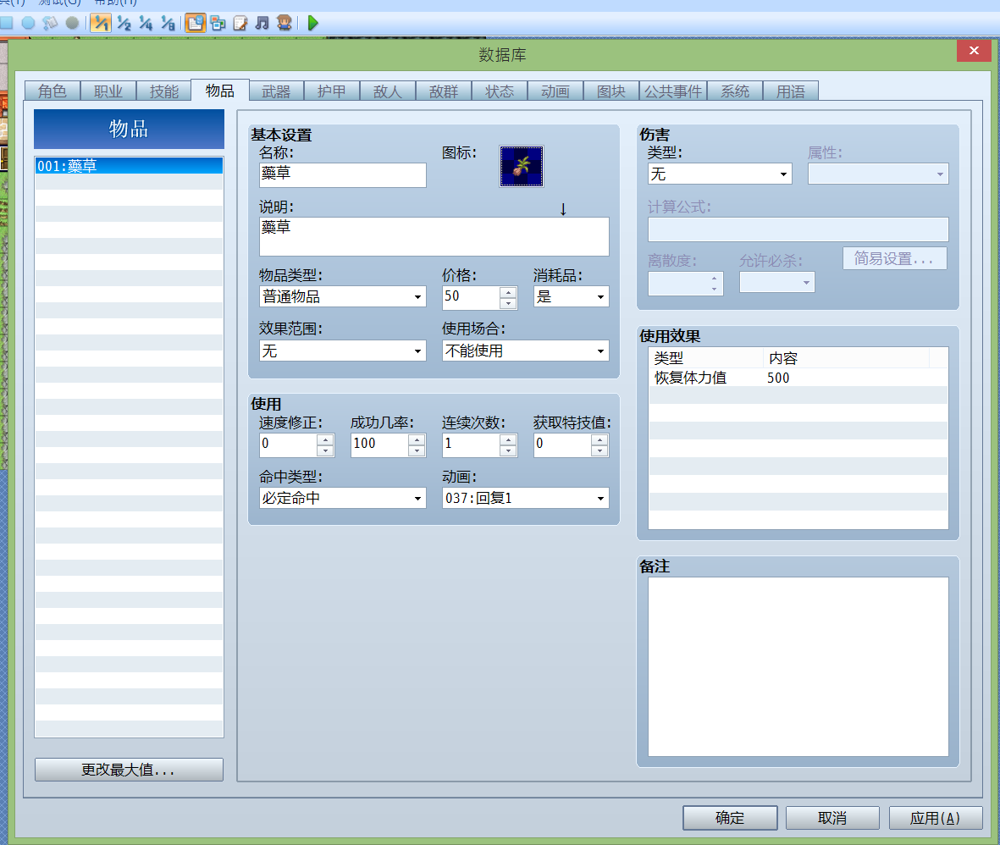 测试(G) 帮助(H)
数据库
角色 职业 技能 物品 武器 护甲 敌人 敌群 状态 动画 图块 公共事件 系统 用语
物品
001:藥草
更改最大值...
基本设置
名称: 图标:
藥草
说明: ↓
藥草
物品类型: 价格: 消耗品:
普通物品 50 是
效果范围: 使用场合:
无 不能使用
使用
速度修正: 成功几率: 连续次数: 获取特技值:
0 100 1 0
命中类型: 动画:
必定命中 037:回复1
伤害
类型: 属性:
无
计算公式:
离散度: 允许必杀: 简易设置...
使用效果
类型 内容
恢复体力值 500
备注
确定 取消 应用(A)